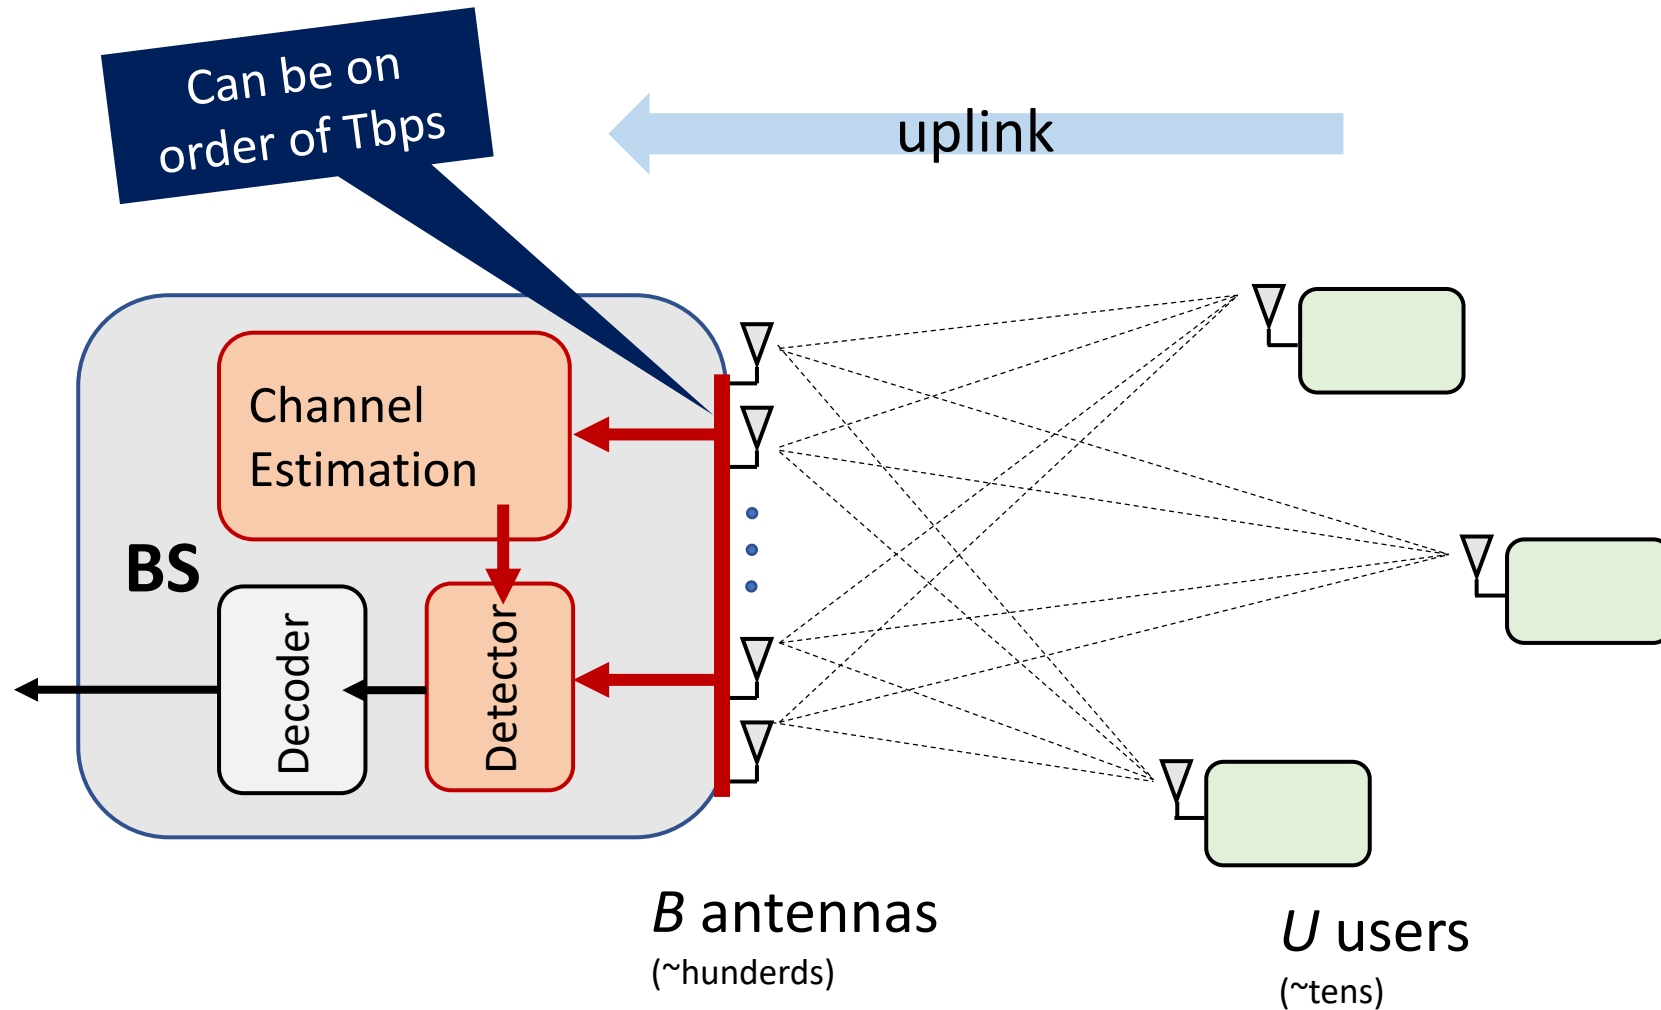 Can be on
order of Tbps
uplink
Channel
Estimation
BS
Decoder
Detector
B antennas
(~hunderds)
U users
(~tens)